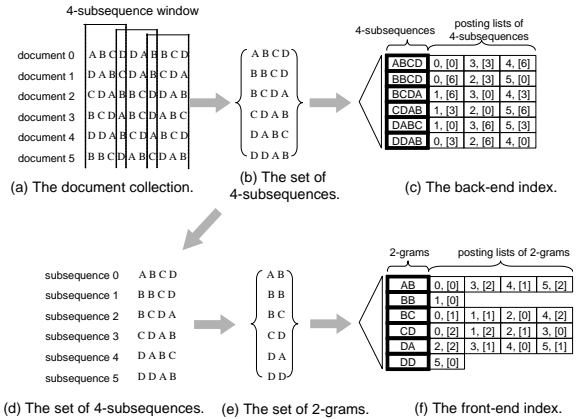 4-subsequence window
document 0 A B C D D A B B C D
document 1 D A B C D A B C D A
document 2 C D A B B C D D A B
document 3 B C D A B C D A B C
document 4 D D A B C D A B C D
document 5 B B C D A B C D A B
(a) The document collection.
A B C D
B B C D
B C D A
C D A B
D A B C
D D A B
(b) The set of
4-subsequences.
4-subsequences
posting lists of
4-subsequences
ABCD 0, [0] 3, [3] 4, [6]
BBCD 0, [6] 2, [3] 5, [0]
BCDA 1, [6] 3, [0] 4, [3]
CDAB 1, [3] 2, [0] 5, [6]
DABC 1, [0] 3, [6] 5, [3]
DDAB 0, [3] 2, [6] 4, [0]
(c) The back-end index.
subsequence 0 A B C D
subsequence 1 B B C D
subsequence 2 B C D A
subsequence 3 C D A B
subsequence 4 D A B C
subsequence 5 D D A B
(d) The set of 4-subsequences.
A B
B B
B C
C D
D A
D D
(e) The set of 2-grams.
2-grams
posting lists of 2-grams
AB 0, [0] 3, [2] 4, [1] 5, [2]
BB 1, [0]
BC 0, [1] 1, [1] 2, [0] 4, [2]
CD 0, [2] 1, [2] 2, [1] 3, [0]
DA 2, [2] 3, [1] 4, [0] 5, [1]
DD 5, [0]
(f) The front-end index.